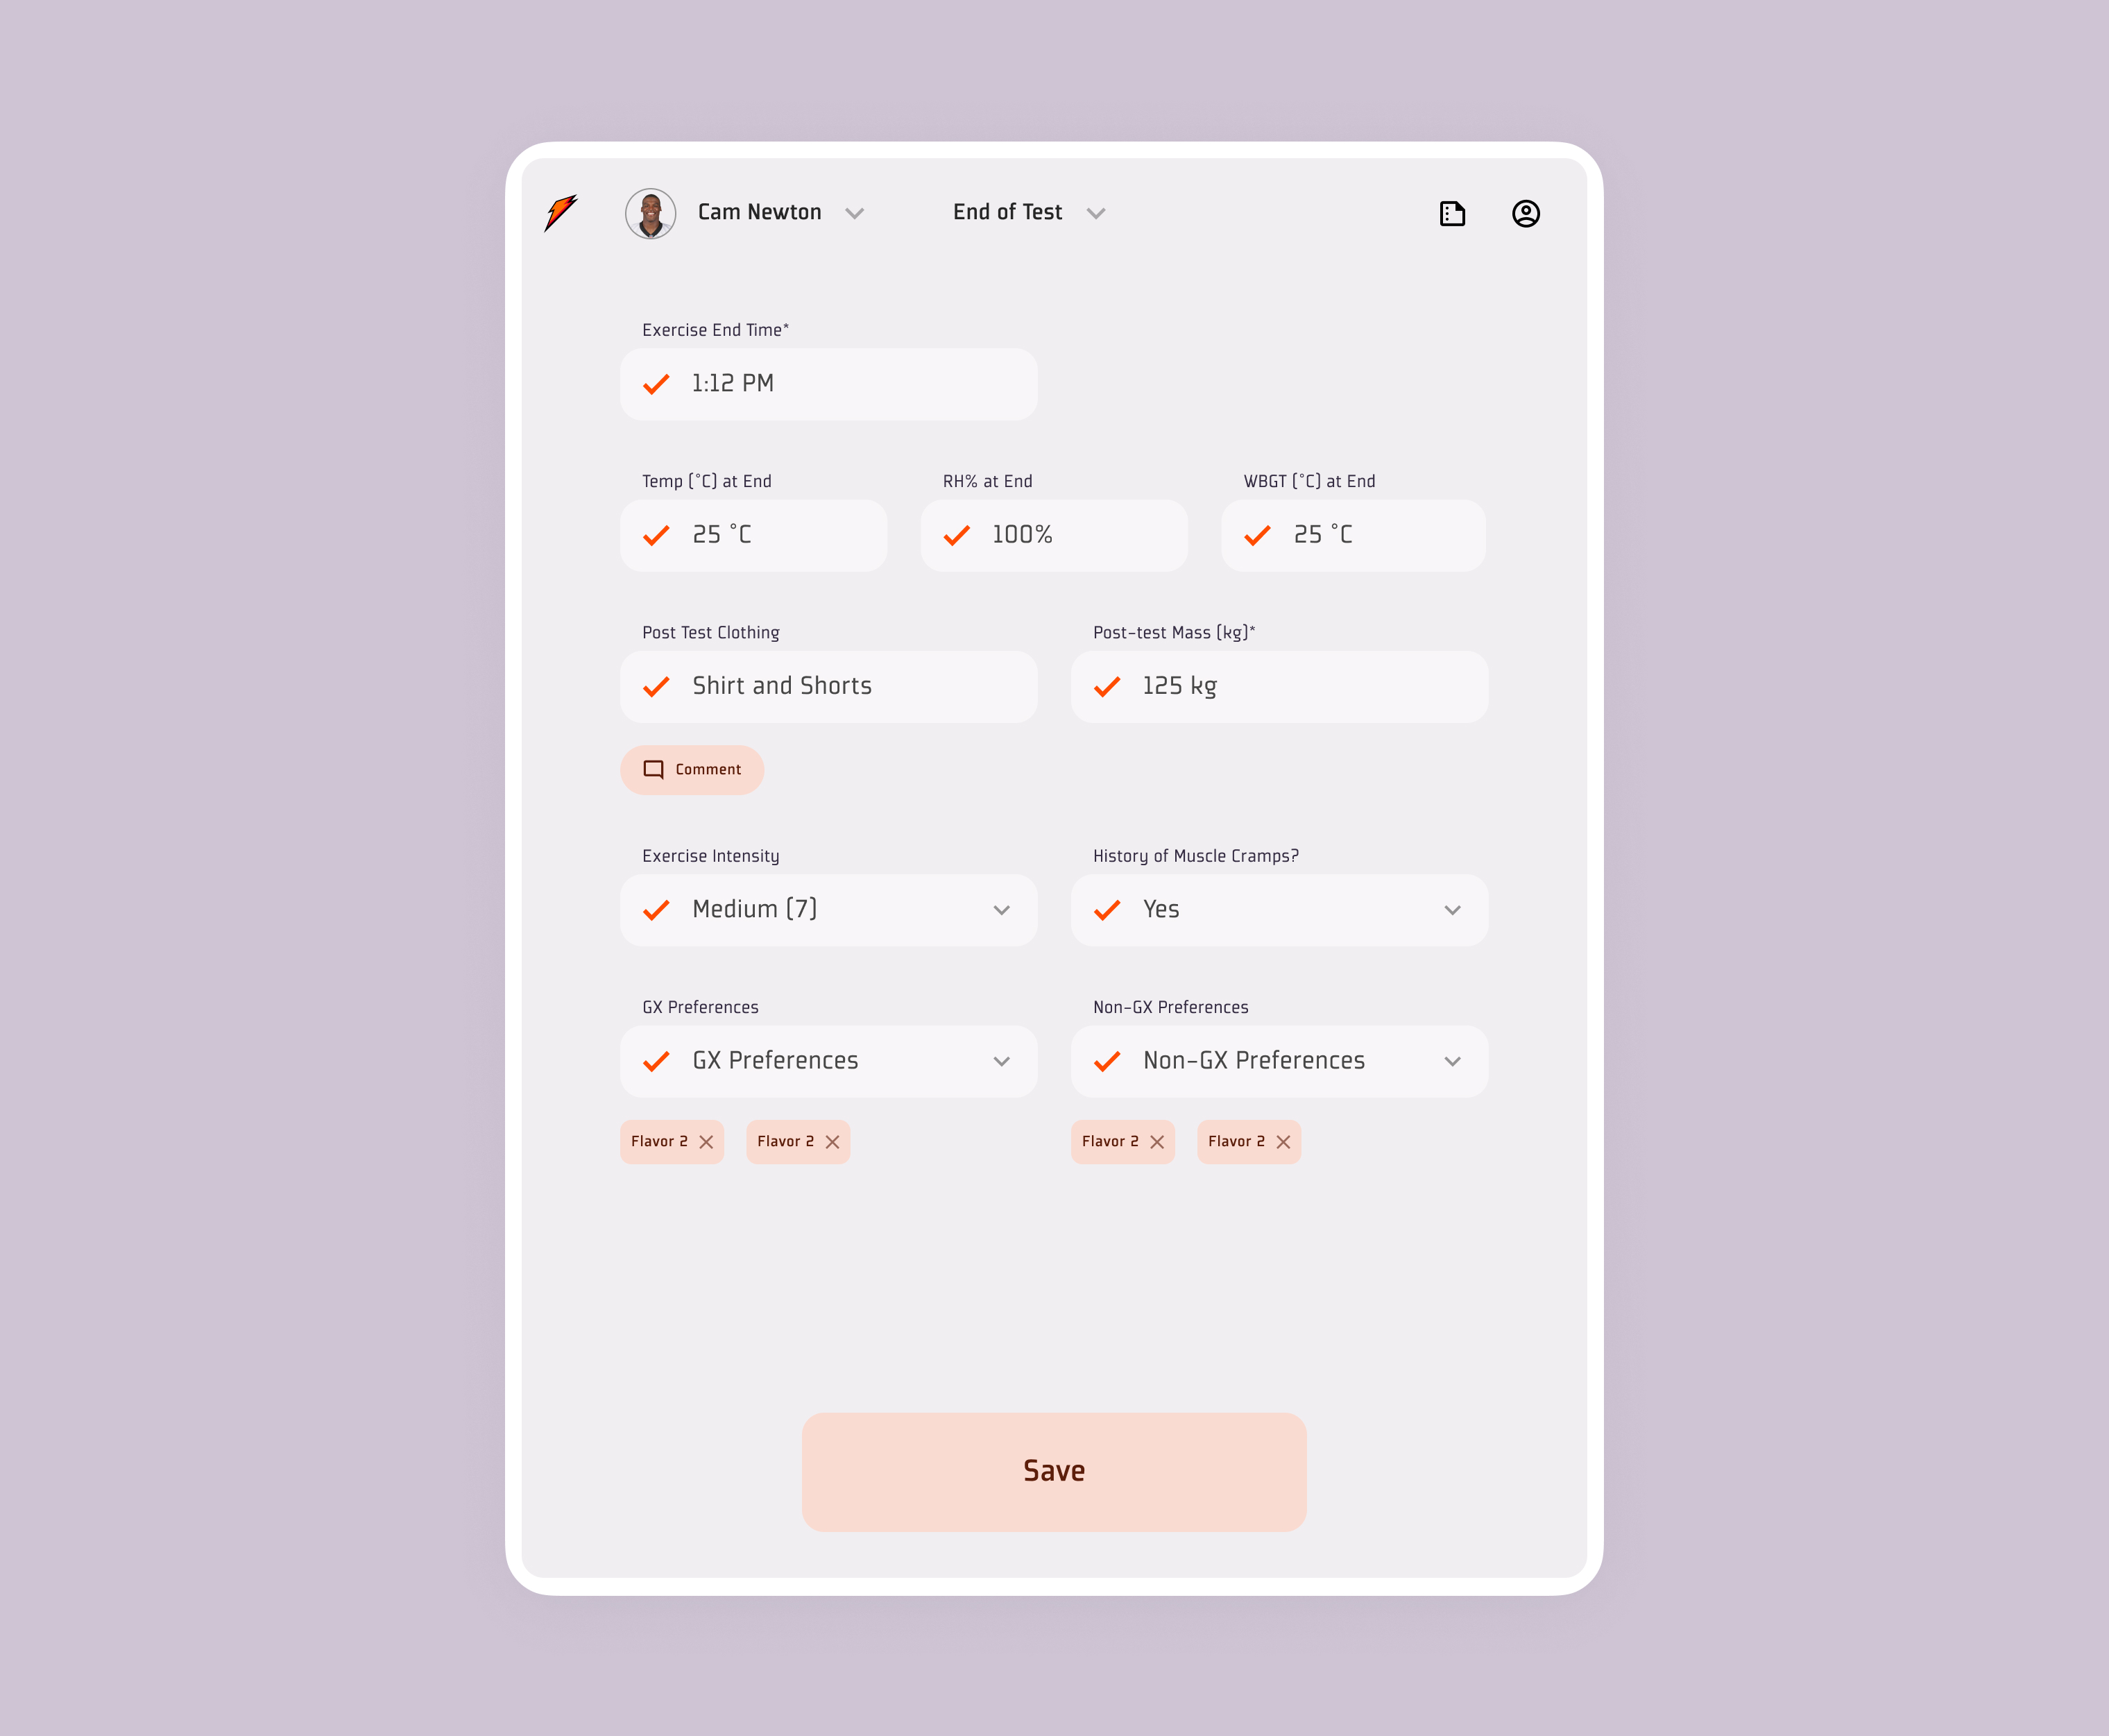 Cam Newton
End of Test
Exercise End Time*
1:12 PM
Temp (°C) at End
RH% at End
WBGT (°C) at End
25 °C
100%
25 °C
Post Test Clothing
Post-test Mass (kg)*
Shirt and Shorts
125 kg
Comment
Exercise Intensity
History of Muscle Cramps?
Medium (7)
Yes
GX Preferences
Non-GX Preferences
GX Preferences
Non-GX Preferences
Flavor 2
Flavor 2
Flavor 2
Flavor 2
Save